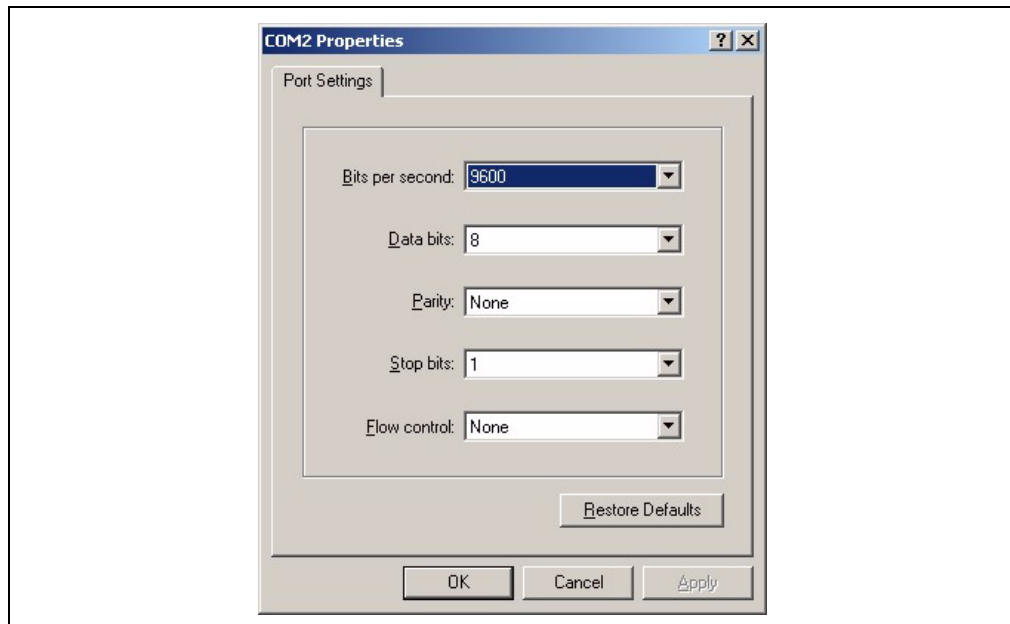 COM2 Properties
Port Settings
Bits per second: 9600
Data bits: 8
Parity: None
Stop bits: 1
Flow control: None
Restore Defaults
OK Cancel Apply